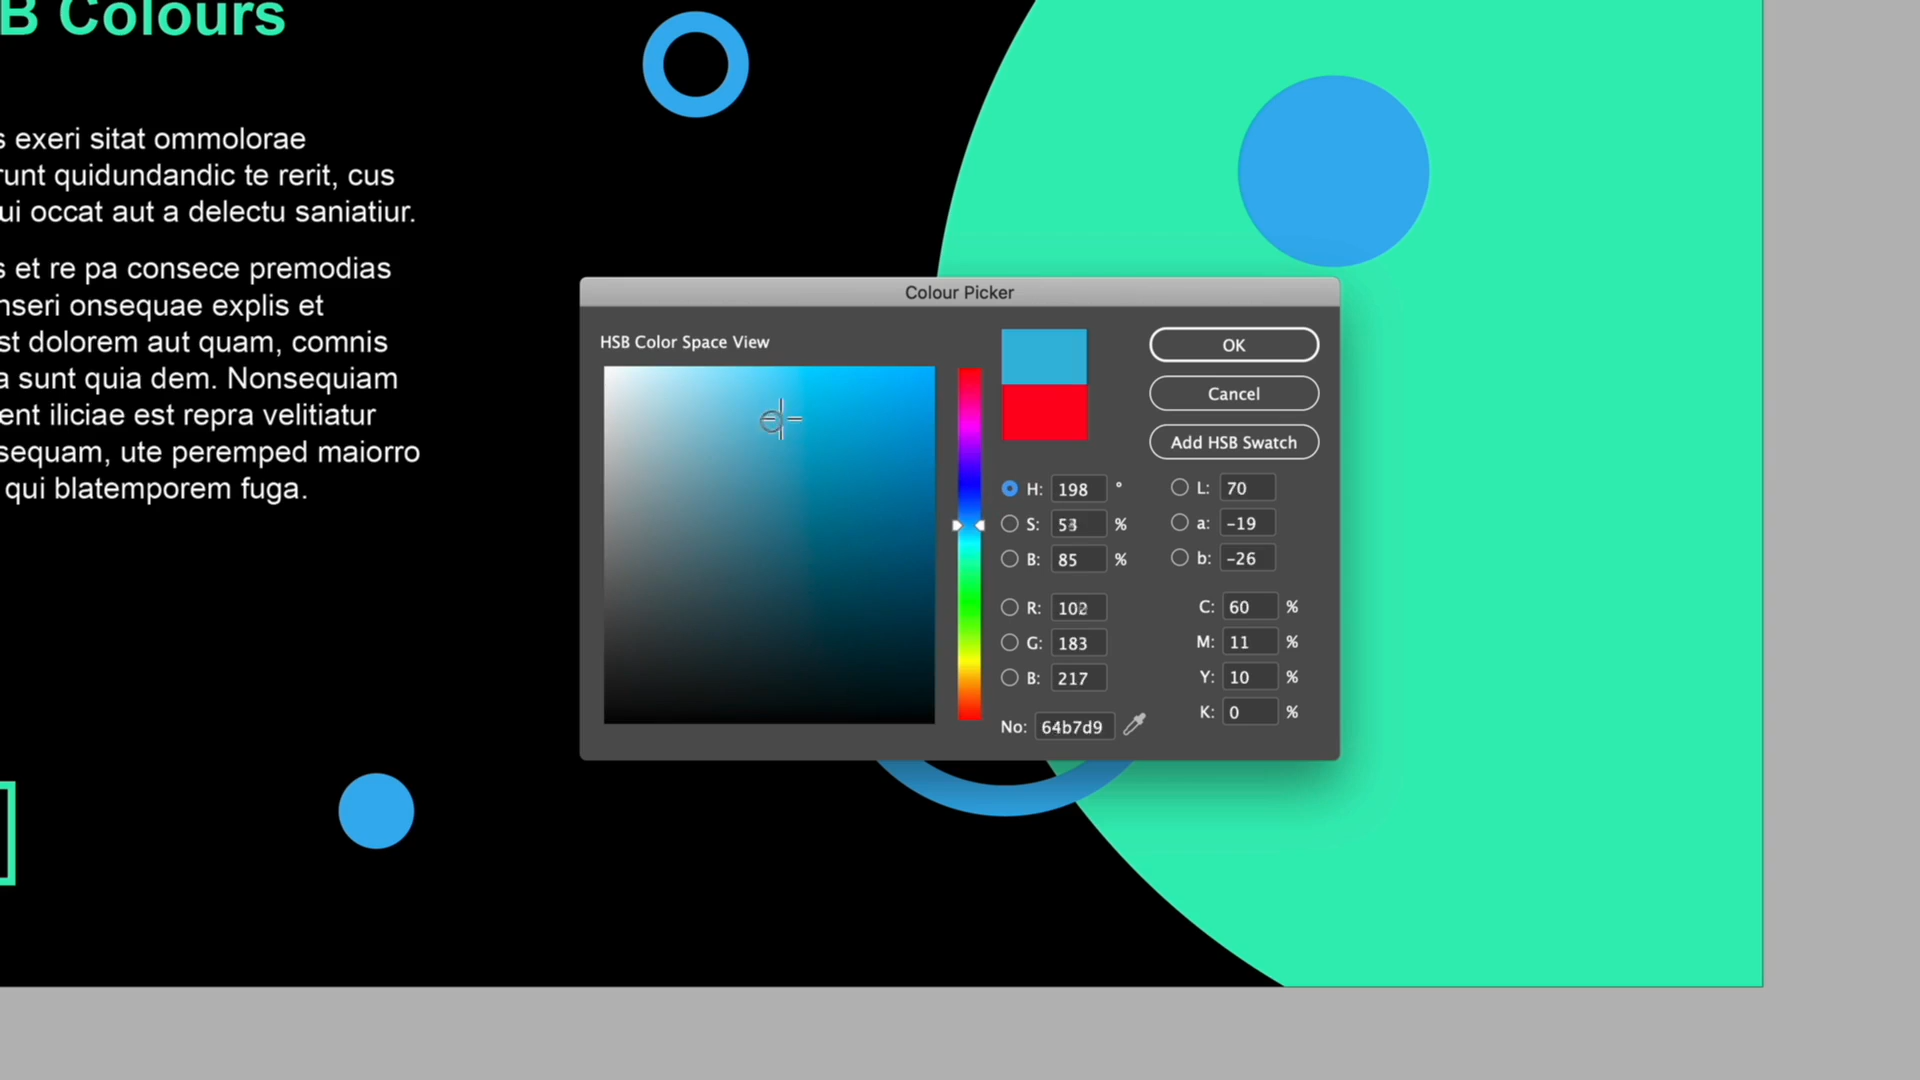 B Colours
s exeri sitat ommolorae
runt quidundandic te rerit, cus
ui occat aut a delectu saniatiur.
s et re pa consece premodias
nseri onsequae explis et
st dolorem aut quam, comnis
a sunt quia dem. Nonsequiam
ent iliciae est repra velitiatur
sequam, ute peremped maiorro
qui blatemporem fuga.
Colour Picker
HSB Color Space View
OK
Cancel
Add HSB Swatch
H: 198 °
S: %
B: 85 %
R:
G: 183
B: 217
No: 64b7d9
L: 70
a: -19
b: -26
C: 60 %
M: 11 %
Y: 10 %
K: 0 %